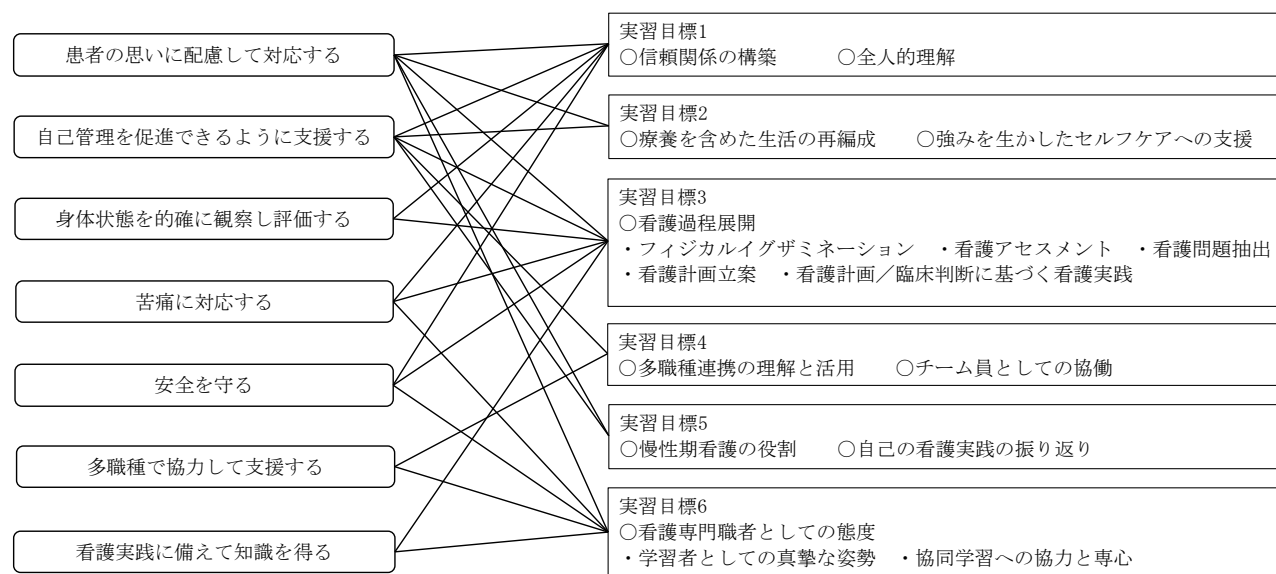 患者の思いに配慮して対応する
自己管理を促進できるように支援する
身体状態を的確に観察し評価する
苦痛に対応する
安全を守る
多職種で協力して支援する
看護実践に備えて知識を得る
実習目標1
○信頼関係の構築　　○全人的理解
実習目標2
○療養を含めた生活の再編成　　○強みを生かしたセルフケアへの支援
実習目標3
○看護過程展開
・フィジカルイグザミネーション　・看護アセスメント　・看護問題抽出
・看護計画立案　・看護計画／臨床判断に基づく看護実践
実習目標4
○多職種連携の理解と活用　　○チーム員としての協働
実習目標5
○慢性期看護の役割　　○自己の看護実践の振り返り
実習目標6
○看護専門職者としての態度
・学習者としての真摯な姿勢　・協同学習への協力と専心